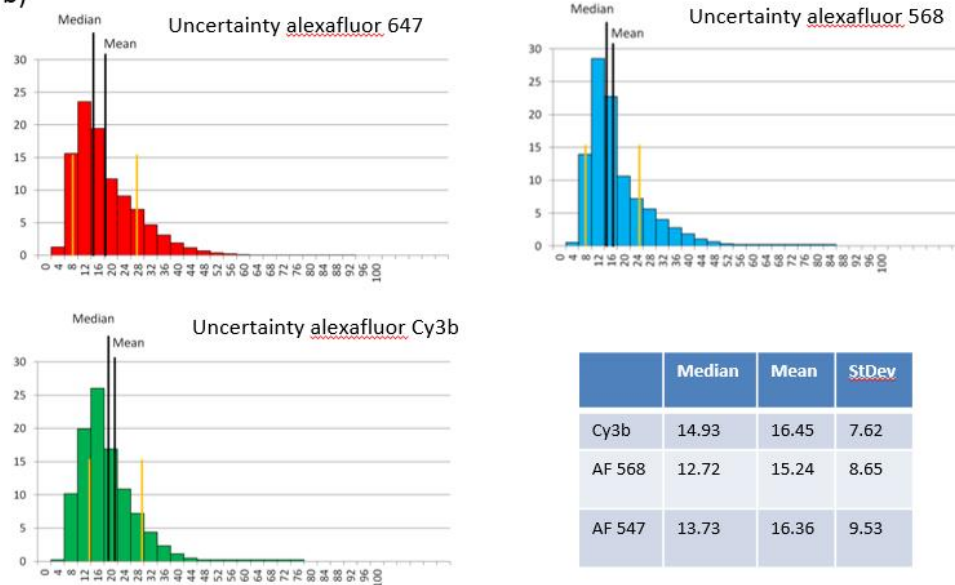 b)
Median
Mean
Uncertainty alexafluor 647
30
25
20
15
10
5
0
0 4 8 12 16 20 24 28 32 36 40 44 48 52 56 60 64 68 72 76 80 84 88 92 96 100
Median
Mean
Uncertainty alexafluor 568
30
25
20
15
10
5
0
0 4 8 12 16 20 24 28 32 36 40 44 48 52 56 60 64 68 72 76 80 84 88 92 96 100
Median
Mean
Uncertainty alexafluor Cy3b
30
25
20
15
10
5
0
0 4 8 12 16 20 24 28 32 36 40 44 48 52 56 60 64 68 72 76 80 84 88 92 96 100
Median Mean StDev
Cy3b 14.93 16.45 7.62
AF 568 12.72 15.24 8.65
AF 547 13.73 16.36 9.53